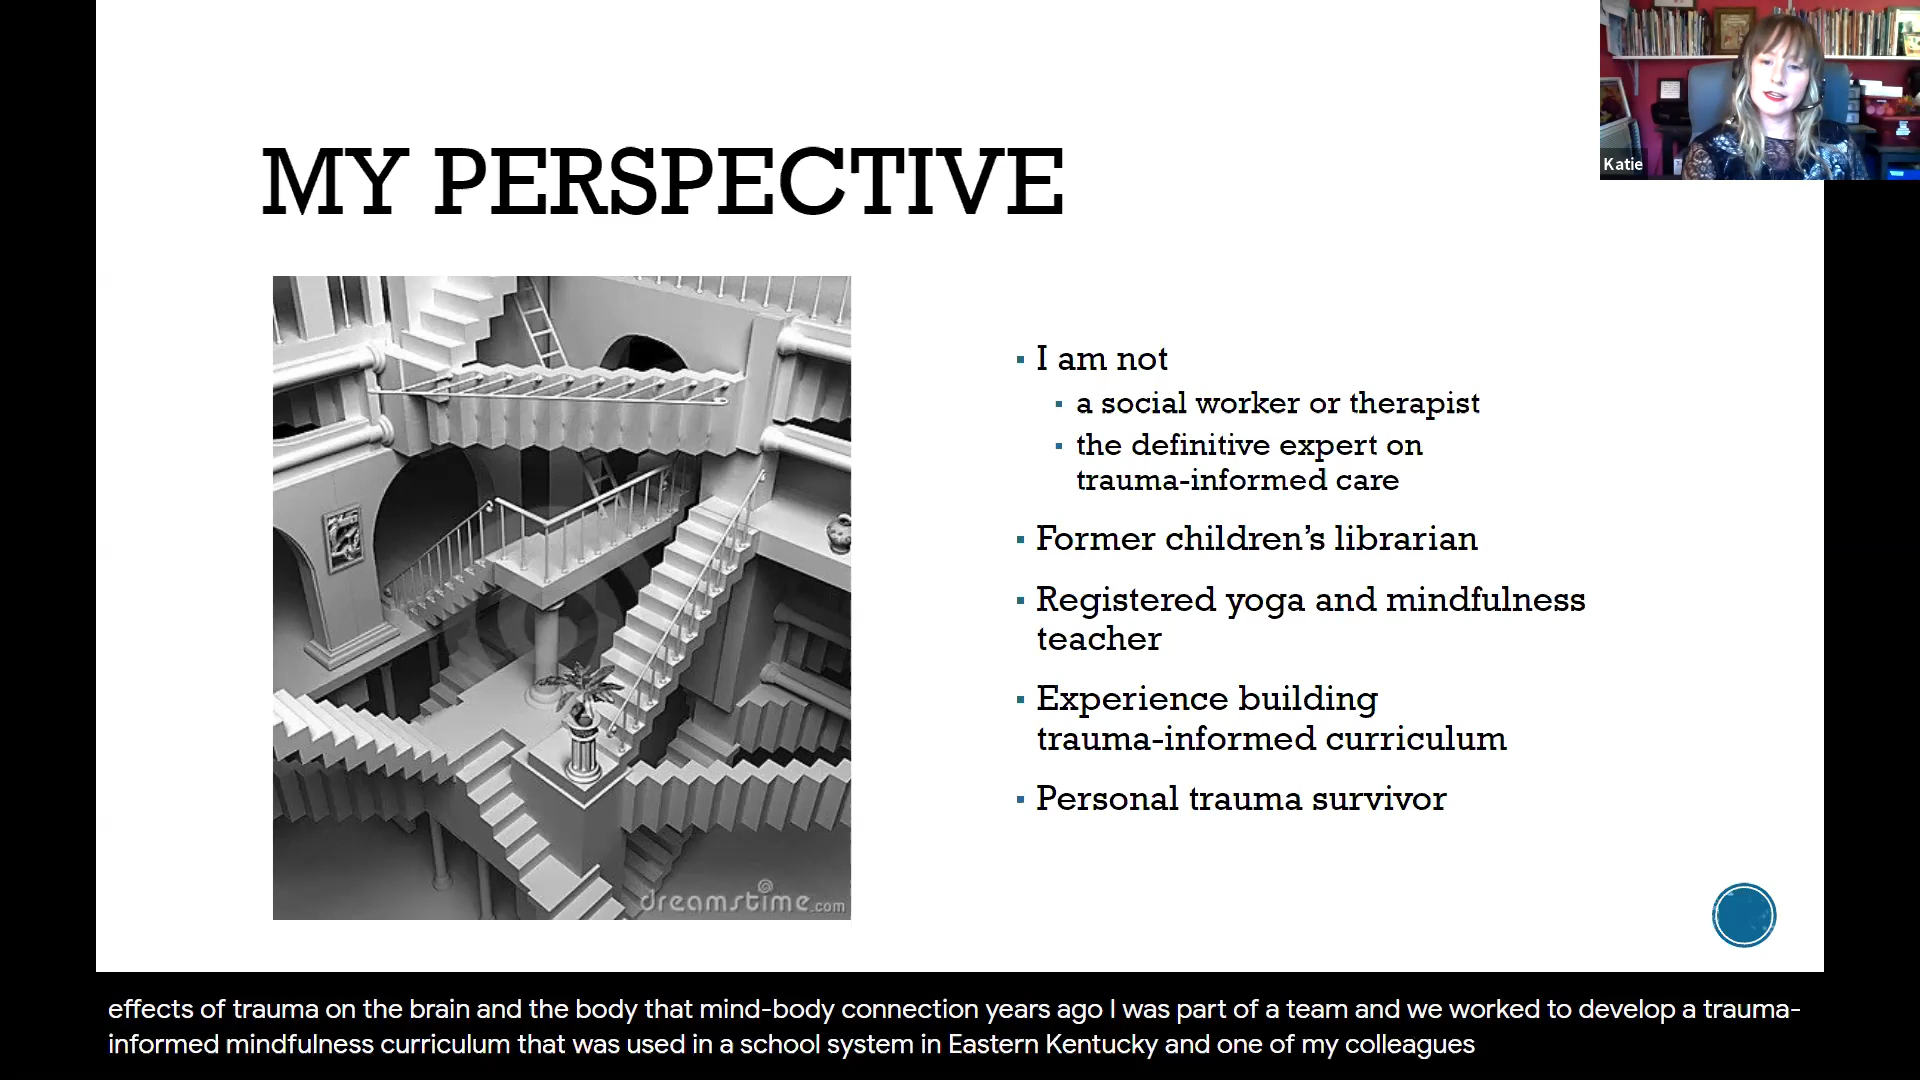 MY PERSPECTIVE
Katie
I am not
a social worker or therapist
the definitive expert on
trauma-informed care
Former children’s librarian
Registered yoga and mindfulness
teacher
Experience building
trauma-informed curriculum
Personal trauma survivor
dreamstime.com
effects of trauma on the brain and the body that mind-body connection years ago I was part of a team and we worked to develop a trauma-
informed mindfulness curriculum that was used in a school system in Eastern Kentucky and one of my colleagues